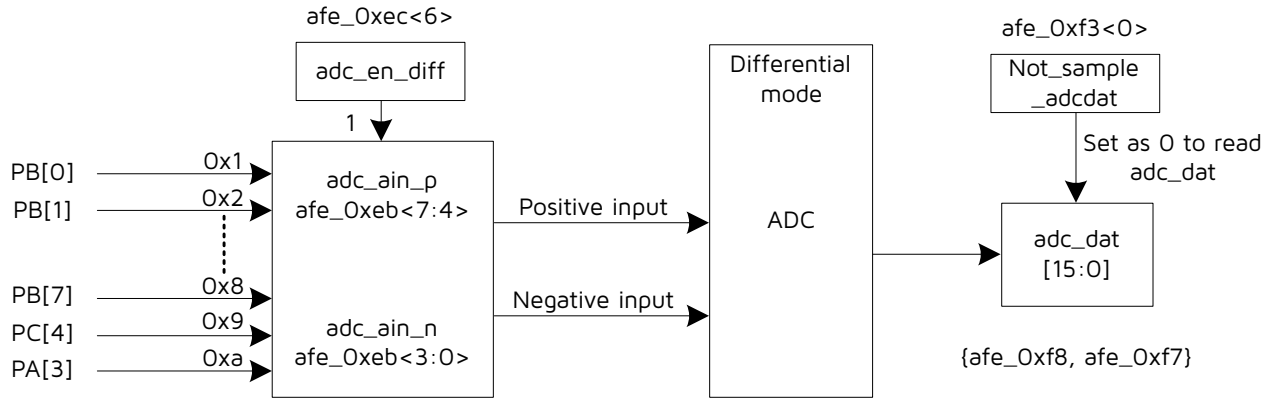 afe_0xec<6>
adc_en_diff
1
PB[0]
0x1
PB[1]
0x2
PB[7]
0x8
PC[4]
0x9
PA[3]
0xa
adc_ain_p
afe_0xeb<7:4>
adc_ain_n
afe_0xeb<3:0>
Positive input
Negative input
Differential
mode
ADC
afe_0xf3<0>
Not_sample
_adcdat
Set as 0 to read
adc_dat
adc_dat
[15:0]
{afe_0xf8, afe_0xf7}